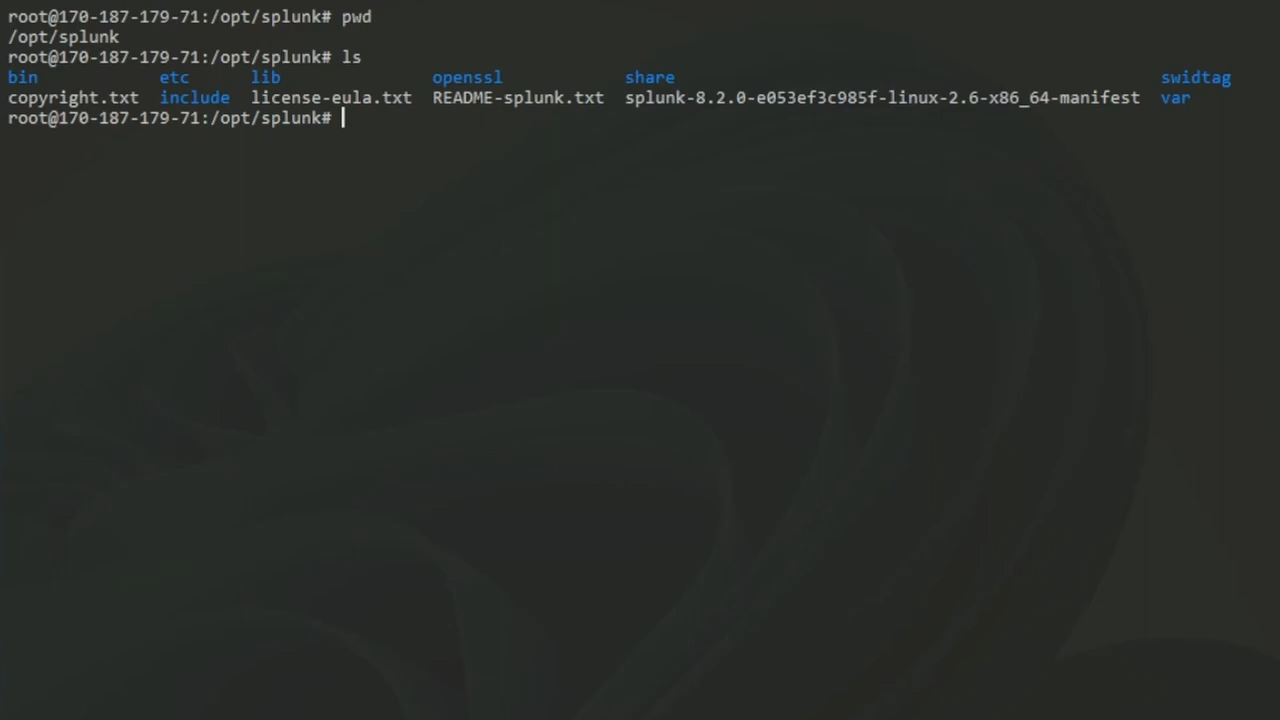 root@170-187-179-71:/opt/splunk# pwd
/opt/splunk
root@170-187-179-71:/opt/splunk# ls
bin etc lib openssl share swidtag
copyright.txt include license-eula.txt README-splunk.txt splunk-8.2.0-e053ef3c985f-linux-2.6-x86_64-manifest var
root@170-187-179-71:/opt/splunk#